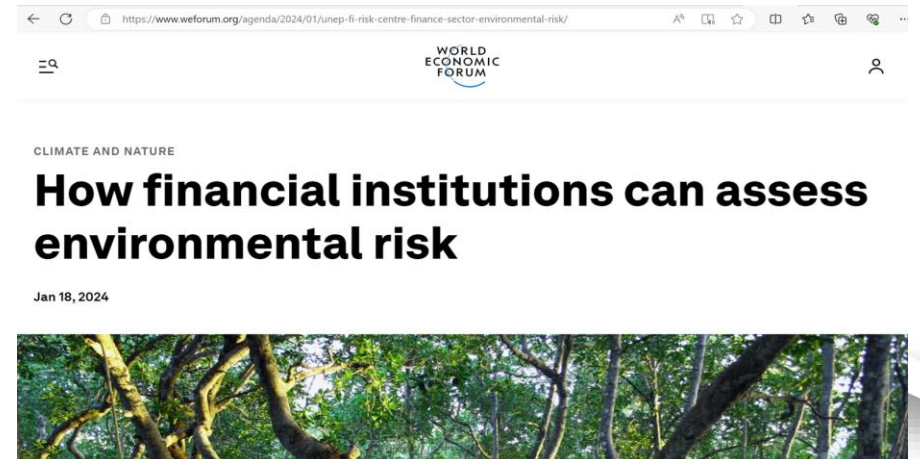 https://www.weforum.org/agenda/2024/01/unep-fi-risk-centre-finance-sector-environmental-risk/
WORLD
ECONOMIC
FORUM
CLIMATE AND NATURE
How financial institutions can assess
environmental risk
Jan 18, 2024